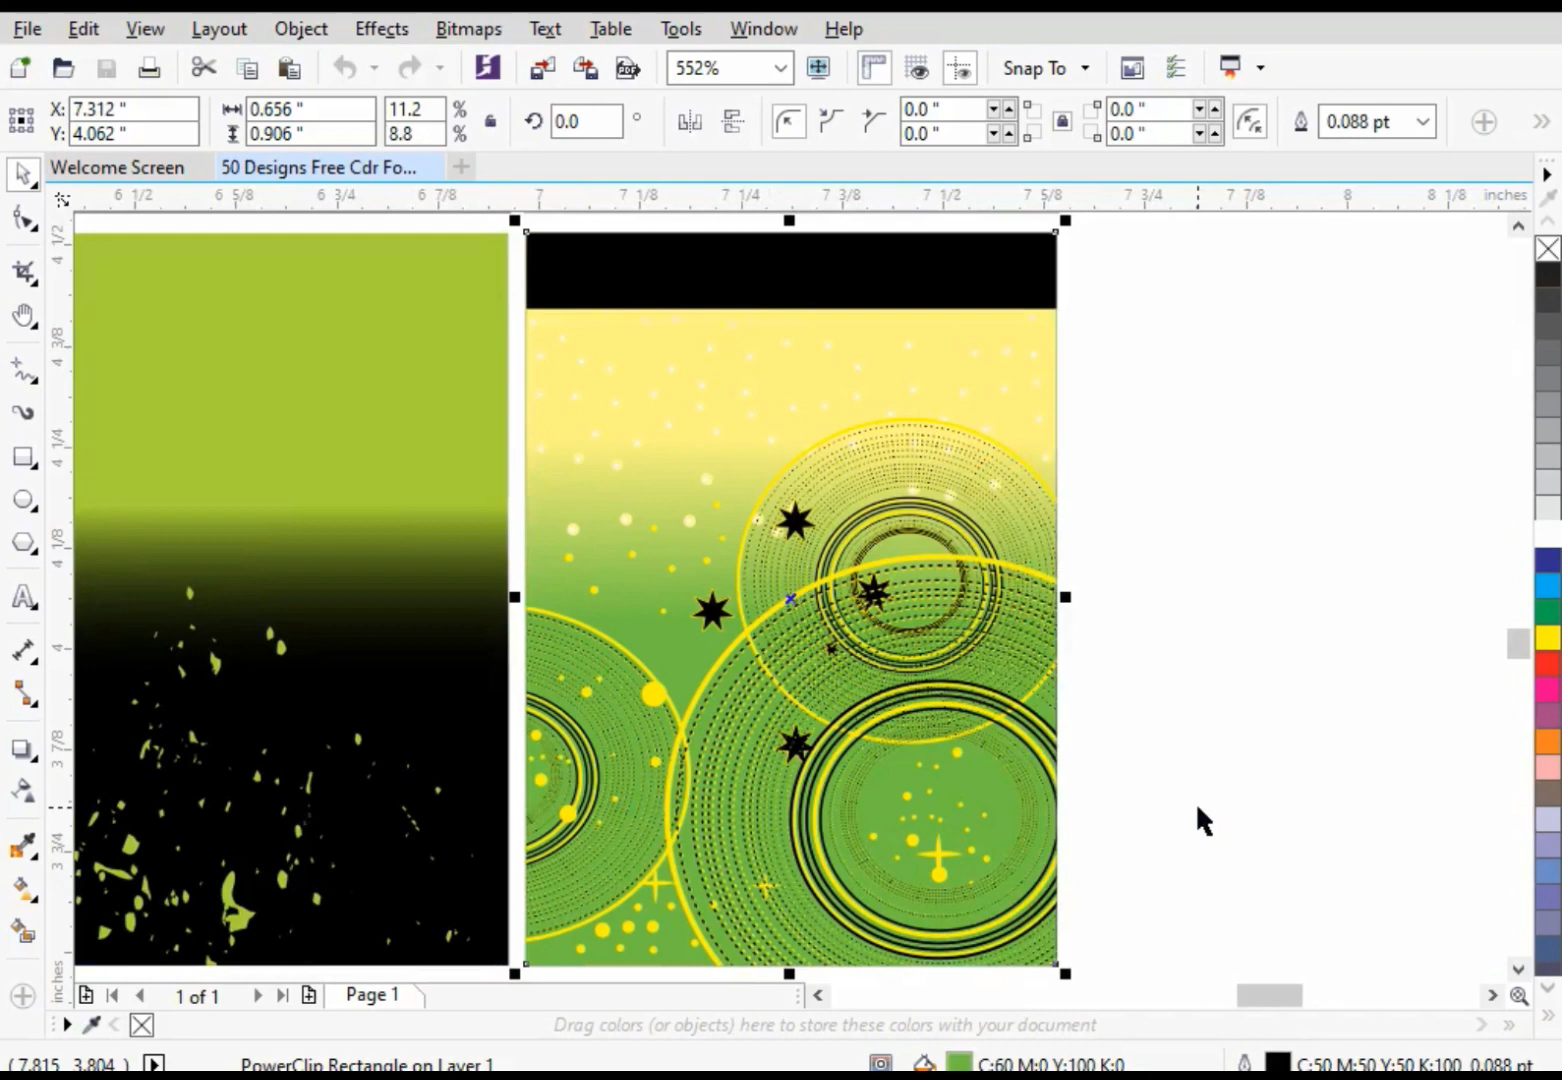 File Edit View Layout Object Effects Bitmaps Text Table Tools Window Help
552% Snap To
X: 7.312 " 0.656 " 11.2 % 0.0 ° 0.0 " 0.0 " 0.088 pt
Y: 4.062 " 0.906 " 8.8 % 0.0 " 0.0 "
Welcome Screen 50 Designs Free Cdr Fo...
6 1/2 6 5/8 6 3/4 6 7/8 7 7 1/8 7 1/4 7 3/8 7 1/2 7 5/8 7 3/4 7 7/8 8 8 1/8 inches
4 1/2
4 3/8
4 1/4
4 1/8
4
3 7/8
3 3/4
inches
1 of 1 Page 1
Drag colors (or objects) here to store these colors with your document
(7.815, 3.804 ) PowerClip Rectangle on Layer 1 C:60 M:0 Y:100 K:0 C:50 M:50 Y:50 K:100 0.088 pt